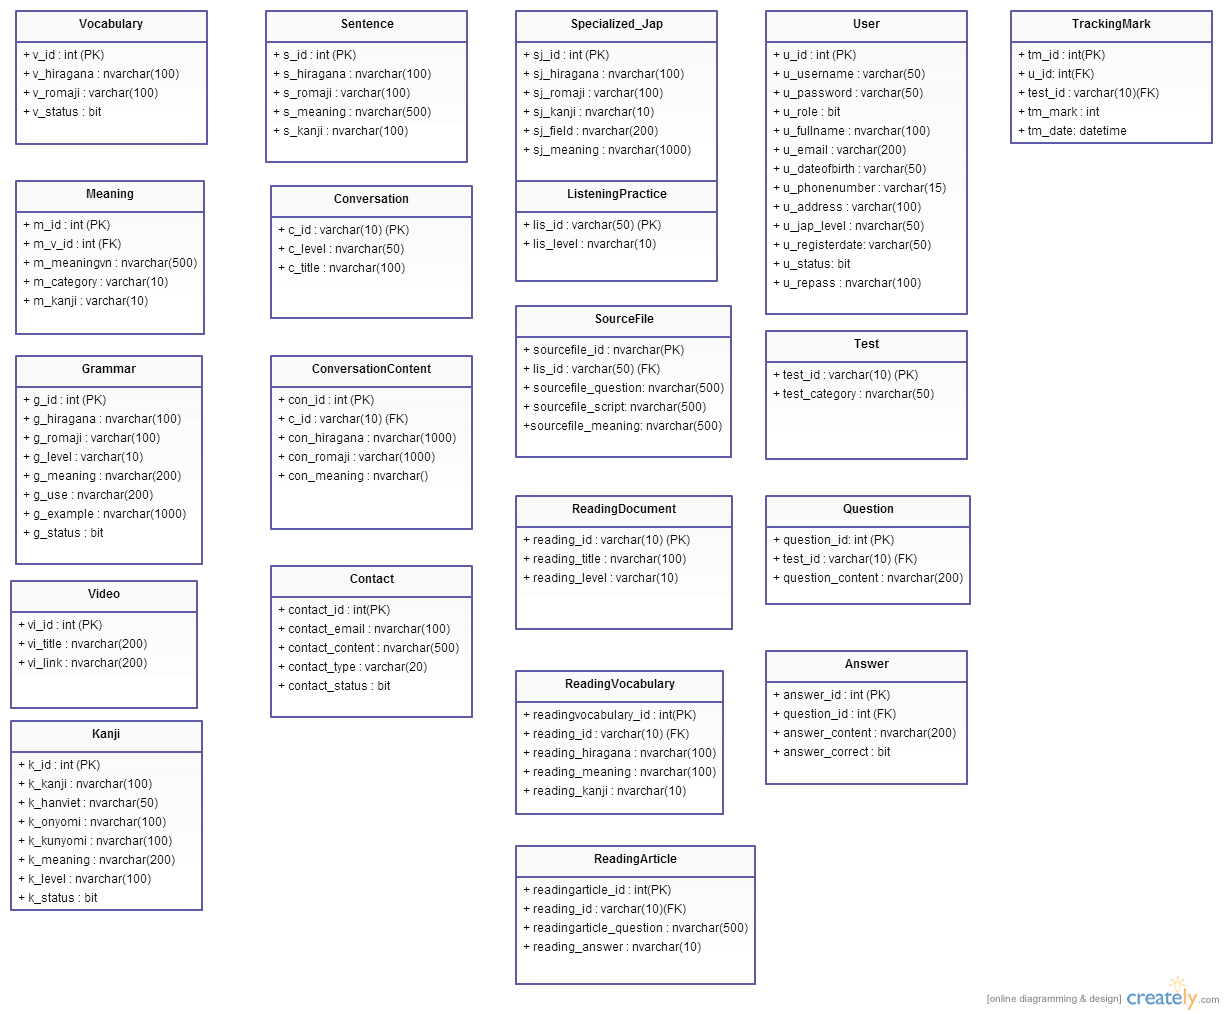 Vocabulary
+ v_id : int (PK)
+ v_hiragana : nvarchar(100)
+ v_romaji : varchar(100)
+ v_status : bit
Meaning
+ m_id : int (PK)
+ m_v_id : int (FK)
+ m_meaningvn : nvarchar(500)
+ m_category : varchar(10)
+ m_kanji : varchar(10)
Grammar
+ g_id : int (PK)
+ g_hiragana : nvarchar(100)
+ g_romaji : varchar(100)
+ g_level : varchar(10)
+ g_meaning : nvarchar(200)
+ g_use : nvarchar(200)
+ g_example : nvarchar(1000)
+ g_status : bit
Video
+ vi_id : int (PK)
+ vi_title : nvarchar(200)
+ vi_link : nvarchar(200)
Kanji
+ k_id : int (PK)
+ k_kanji : nvarchar(100)
+ k_hanviet : nvarchar(50)
+ k_onyomi : nvarchar(100)
+ k_kunyomi : nvarchar(100)
+ k_meaning : nvarchar(200)
+ k_level : nvarchar(100)
+ k_status : bit
Sentence
+ s_id : int (PK)
+ s_hiragana : nvarchar(100)
+ s_romaji : varchar(100)
+ s_meaning : nvarchar(500)
+ s_kanji : nvarchar(100)
Conversation
+ c_id : varchar(10) (PK)
+ c_level : nvarchar(50)
+ c_title : nvarchar(100)
ConversationContent
+ con_id : int (PK)
+ c_id : varchar(10) (FK)
+ con_hiragana : nvarchar(1000)
+ con_romaji : varchar(1000)
+ con_meaning : nvarchar()
Contact
+ contact_id : int(PK)
+ contact_email : nvarchar(100)
+ contact_content : nvarchar(500)
+ contact_type : varchar(20)
+ contact_status : bit
Specialized_Jap
+ sj_id : int (PK)
+ sj_hiragana : nvarchar(100)
+ sj_romaji : varchar(100)
+ sj_kanji : nvarchar(10)
+ sj_field : nvarchar(200)
+ sj_meaning : nvarchar(1000)
ListeningPractice
+ lis_id : varchar(50) (PK)
+ lis_level : nvarchar(10)
SourceFile
+ sourcefile_id : nvarchar(PK)
+ lis_id : varchar(50) (FK)
+ sourcefile_question: nvarchar(500)
+ sourcefile_script: nvarchar(500)
+sourcefile_meaning: nvarchar(500)
ReadingDocument
+ reading_id : varchar(10) (PK)
+ reading_title : nvarchar(100)
+ reading_level : varchar(10)
ReadingVocabulary
+ readingvocabulary_id : int(PK)
+ reading_id : varchar(10) (FK)
+ reading_hiragana : nvarchar(100)
+ reading_meaning : nvarchar(100)
+ reading_kanji : nvarchar(10)
ReadingArticle
+ readingarticle_id : int(PK)
+ reading_id : varchar(10)(FK)
+ readingarticle_question : nvarchar(500)
+ reading_answer : nvarchar(10)
User
+ u_id : int (PK)
+ u_username : varchar(50)
+ u_password : varchar(50)
+ u_role : bit
+ u_fullname : nvarchar(100)
+ u_email : varchar(200)
+ u_dateofbirth : varchar(50)
+ u_phonenumber : varchar(15)
+ u_address : varchar(100)
+ u_jap_level : nvarchar(50)
+ u_registerdate: varchar(50)
+ u_status: bit
+ u_repass : nvarchar(100)
Test
+ test_id : varchar(10) (PK)
+ test_category : nvarchar(50)
Question
+ question_id: int (PK)
+ test_id : varchar(10) (FK)
+ question_content : nvarchar(200)
Answer
+ answer_id : int (PK)
+ question_id : int (FK)
+ answer_content : nvarchar(200)
+ answer_correct : bit
TrackingMark
+ tm_id : int(PK)
+ u_id: int(FK)
+ test_id : varchar(10)(FK)
+ tm_mark : int
+ tm_date: datetime
[online diagramming & design] creately.com